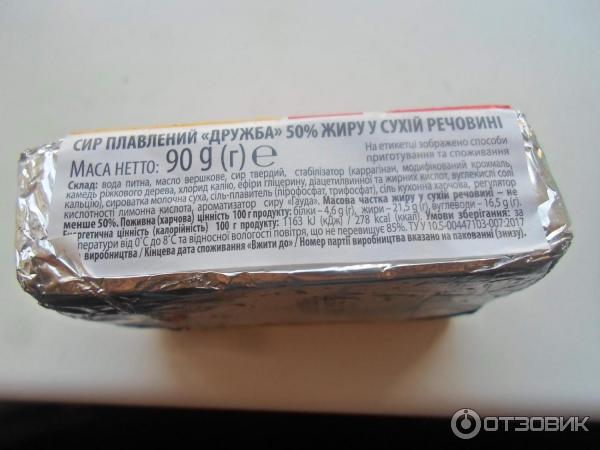 СИР ПЛАВЛЕНИЙ «ДРУЖБА» 50% ЖИРУ У СУХІЙ РЕЧОВИНІ
МАСА НЕТТО: 90 g (г) e
На етикетці зображено способи
приготування та споживання
Склад: вода питна, масло вершкове, сир твердий, стабілізатор (каррагінан, модифікований крохмаль,
камедь ріжкового дерева, хлорид калію, ефіри гліцерину, діацетилвинної та жирних кислот, вуглекислі солі
кальцію), сироватка молочна суха, сіль-плавитель (пірофосфат, трифосфат), сіль кухонна харчова, регулятор
кислотності лимонна кислота, ароматизатор сиру «Гауда». Масова частка жиру у сухій речовині – не
менше 50%. Поживна (харчова) цінність 100 г продукту: білки – 4,6 g (г), жири – 21,5 g (г), вуглеводи – 16,5 g (г).
Енергетична цінність (калорійність) 100 г продукту: 1163 kJ (кДж) / 278 kcal (ккал). Умови зберігання: за
температури від 0°С до 8°С та відносної вологості повітря, що не перевищує 85%. ТУ У 10.5-00447103-007:2017
виробництва / Кінцева дата споживання «Вжити до» / Номер партії виробництва вказано на пакованні (знизу).
ОТЗОВИК